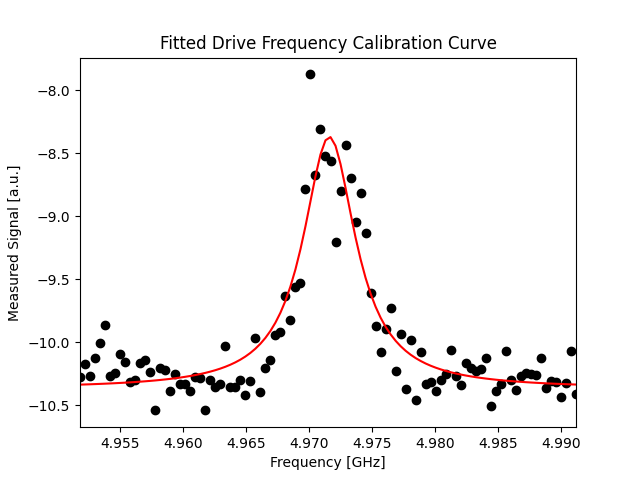 Fitted Drive Frequency Calibration Curve
−8.0
−8.5
−9.0
−9.5
−10.0
−10.5
Measured Signal [a.u.]
4.955 4.960 4.965 4.970 4.975 4.980 4.985 4.990
Frequency [GHz]